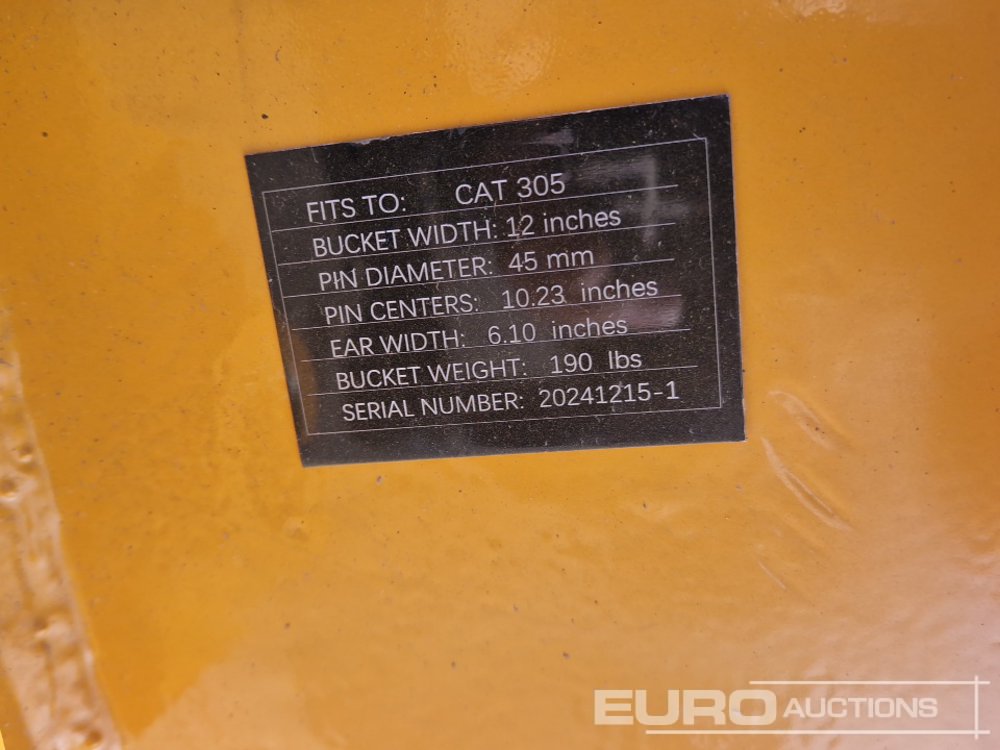 FITS TO: CAT 305
BUCKET WIDTH: 12 inches
PIN DIAMETER: 45 mm
PIN CENTERS: 10.23 inches
EAR WIDTH: 6.10 inches
BUCKET WEIGHT: 190 lbs
SERIAL NUMBER: 20241215-1
EURO AUCTIONS